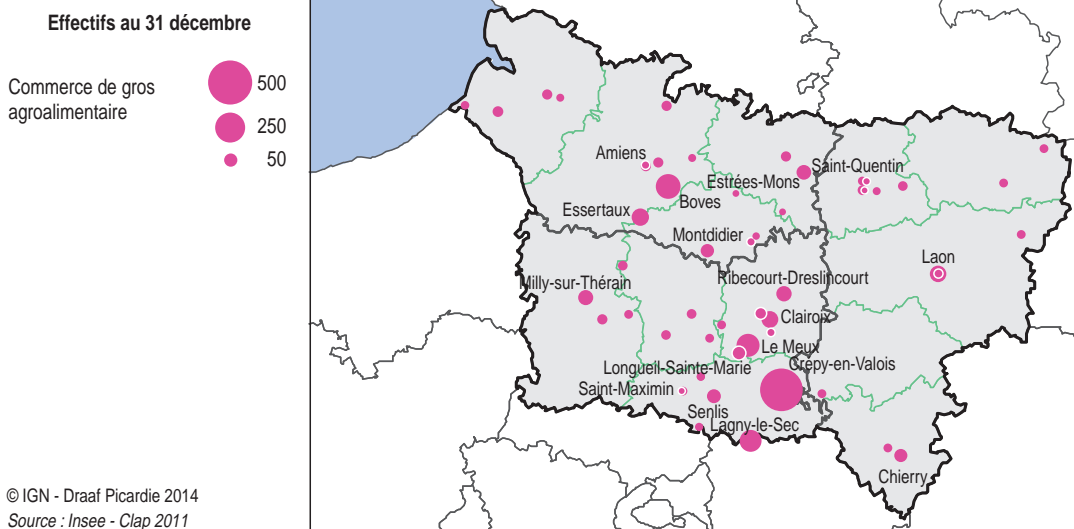 Effectifs au 31 décembre
Commerce de gros
agroalimentaire
500
250
50
Amiens
Saint-Quentin
Estrées-Mons
Boves
Essertaux
Montdidier
Laon
Milly-sur-Thérain
Ribecourt-Dreslincourt
Clairoix
Le Meux
Longueil-Sainte-Marie
Crépy-en-Valois
Saint-Maximin
Senlis
Lagny-le-Sec
Chierry
© IGN - Draaf Picardie 2014
Source : Insee - Clap 2011